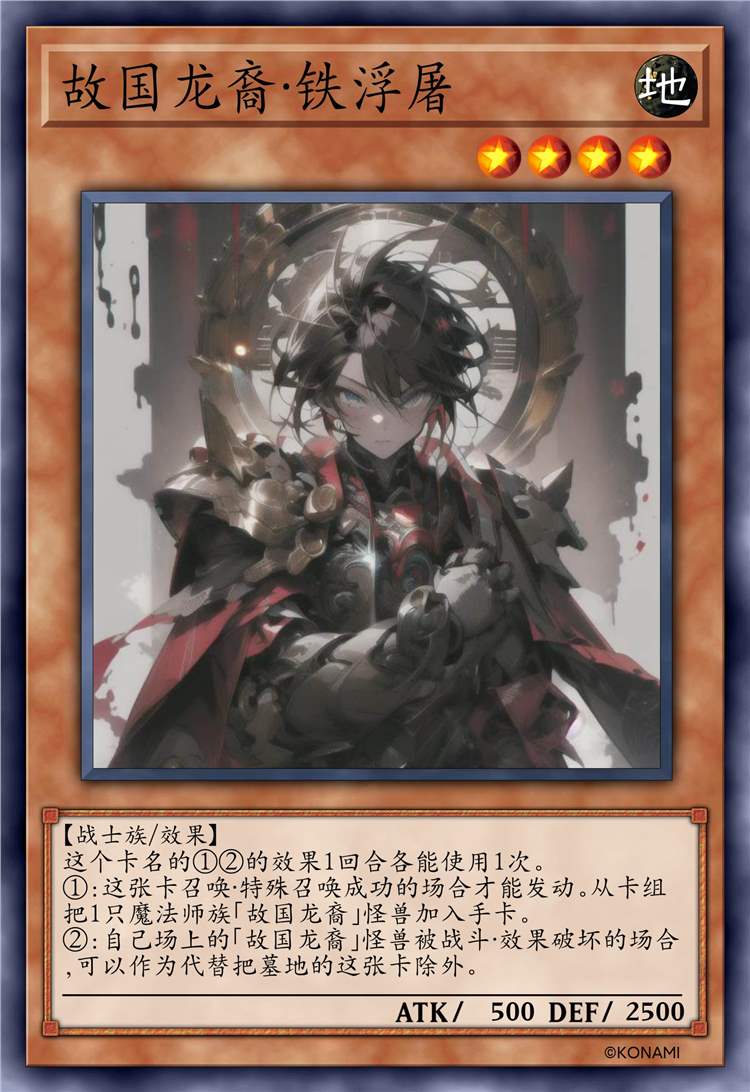 故国龙裔·铁浮屠
地
【战士族/效果】
这个卡名的①②的效果1回合各能使用1次。
①:这张卡召唤·特殊召唤成功的场合才能发动。从卡组
把1只魔法师族「故国龙裔」怪兽加入手卡。
②:自己场上的「故国龙裔」怪兽被战斗·效果破坏的场合
,可以作为代替把墓地的这张卡除外。
ATK/ 500 DEF/ 2500
©KONAMI